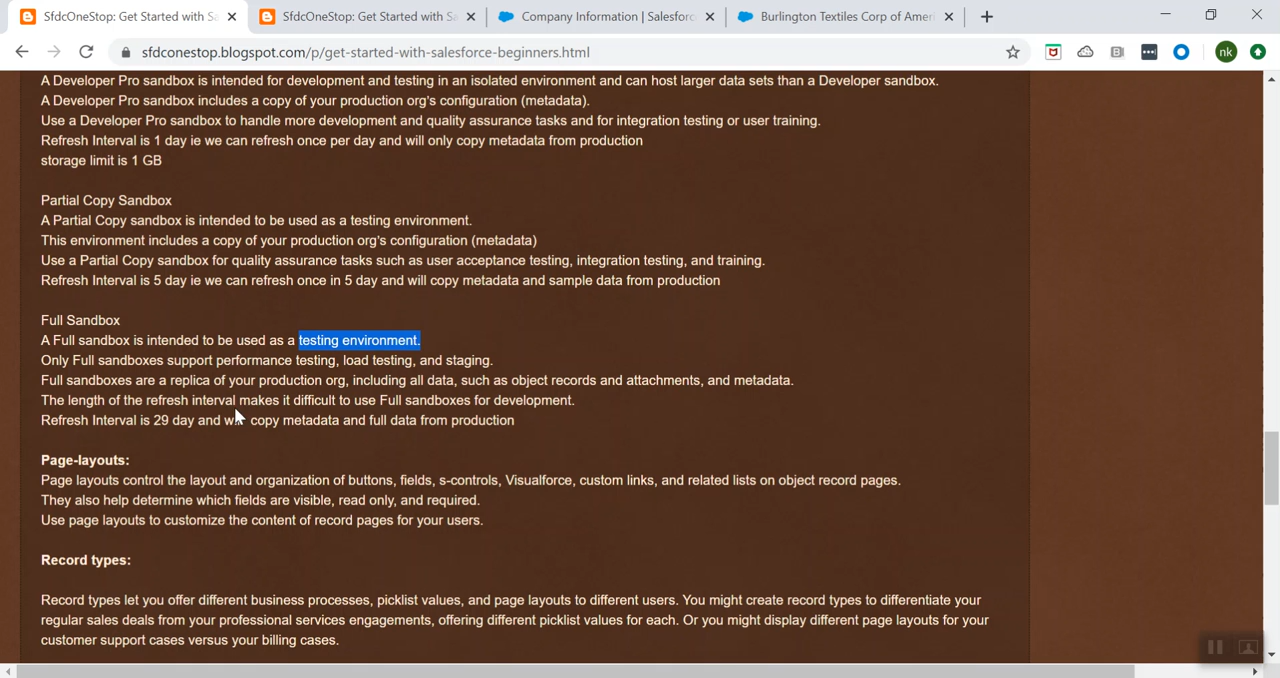 SfdcOneStop: Get Started with Sa
SfdcOneStop: Get Started with Sa
Company Information | Salesforc
Burlington Textiles Corp of Ameri
sfdconestop.blogspot.com/p/get-started-with-salesforce-beginners.html
nk
A Developer Pro sandbox is intended for development and testing in an isolated environment and can host larger data sets than a Developer sandbox.
A Developer Pro sandbox includes a copy of your production org's configuration (metadata).
Use a Developer Pro sandbox to handle more development and quality assurance tasks and for integration testing or user training.
Refresh Interval is 1 day ie we can refresh once per day and will only copy metadata from production
storage limit is 1 GB
Partial Copy Sandbox
A Partial Copy sandbox is intended to be used as a testing environment.
This environment includes a copy of your production org's configuration (metadata)
Use a Partial Copy sandbox for quality assurance tasks such as user acceptance testing, integration testing, and training.
Refresh Interval is 5 day ie we can refresh once in 5 day and will copy metadata and sample data from production
Full Sandbox
A Full sandbox is intended to be used as a testing environment.
Only Full sandboxes support performance testing, load testing, and staging.
Full sandboxes are a replica of your production org, including all data, such as object records and attachments, and metadata.
The length of the refresh interval makes it difficult to use Full sandboxes for development.
Refresh Interval is 29 day and will copy metadata and full data from production
Page-layouts:
Page layouts control the layout and organization of buttons, fields, s-controls, Visualforce, custom links, and related lists on object record pages.
They also help determine which fields are visible, read only, and required.
Use page layouts to customize the content of record pages for your users.
Record types:
Record types let you offer different business processes, picklist values, and page layouts to different users. You might create record types to differentiate your
regular sales deals from your professional services engagements, offering different picklist values for each. Or you might display different page layouts for your
customer support cases versus your billing cases.